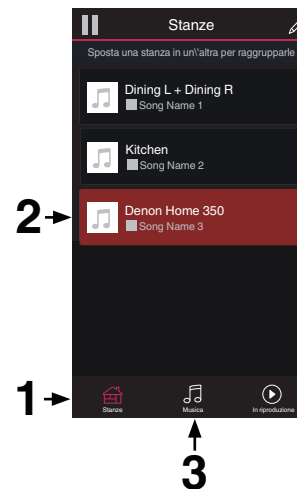 Stanze
Sposta una stanza in un\'altra per raggrupparle
Dining L + Dining R
Song Name 1
Kitchen
Song Name 2
2
Denon Home 350
Song Name 3
1
Stanze
Musica
In riproduzione
3